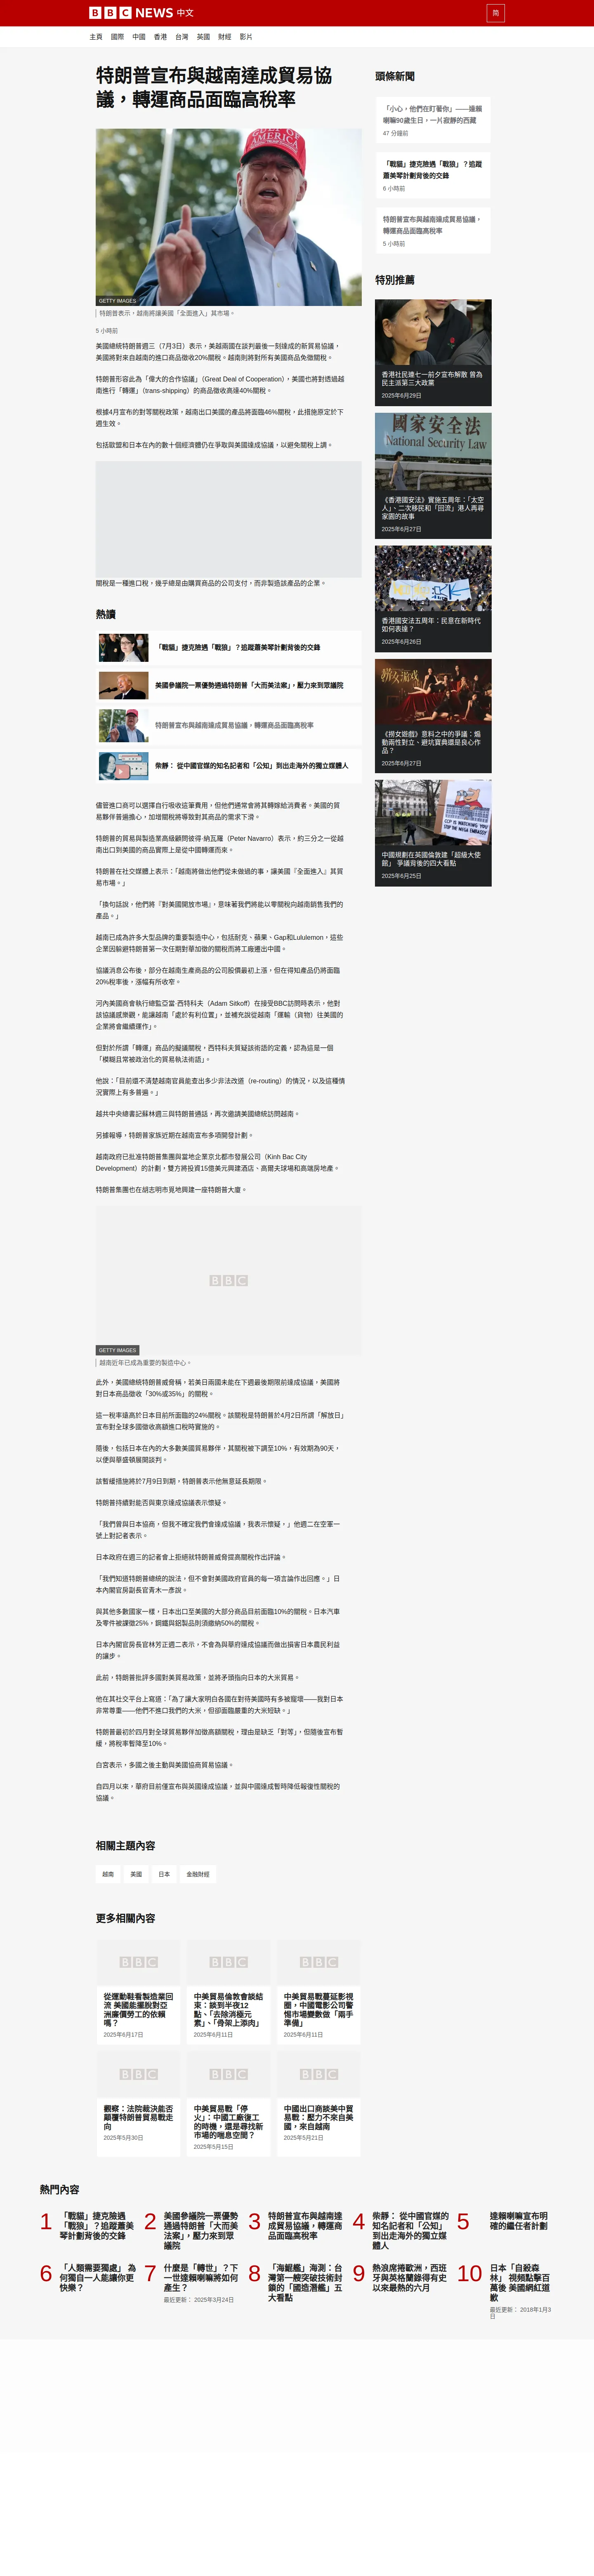 BBC NEWS 中文
简
主頁 國際 中國 香港 台灣 英國 財經 影片
特朗普宣布與越南達成貿易協
議，轉運商品面臨高稅率
GETTY IMAGES
特朗普表示，越南將讓美國「全面進入」其市場。
5 小時前
美國總統特朗普週三（7月3日）表示，美越兩國在談判最後一刻達成的新貿易協議，
美國將對來自越南的進口商品徵收20%關稅。越南則將對所有美國商品免徵關稅。
特朗普形容此為「偉大的合作協議」（Great Deal of Cooperation），美國也將對透過越
南進行「轉運」（trans-shipping）的商品徵收高達40%關稅。
根據4月宣布的對等關稅政策，越南出口美國的產品將面臨46%關稅，此措施原定於下
週生效。
包括歐盟和日本在內的數十個經濟體仍在爭取與美國達成協議，以避免關稅上調。
關稅是一種進口稅，幾乎總是由購買商品的公司支付，而非製造該產品的企業。
熱讀
「戰貓」捷克險遇「戰狼」？追蹤蕭美琴計劃背後的交鋒
美國參議院一票優勢通過特朗普「大而美法案」，壓力來到眾議院
特朗普宣布與越南達成貿易協議，轉運商品面臨高稅率
柴靜： 從中國官媒的知名記者和「公知」到出走海外的獨立媒體人
儘管進口商可以選擇自行吸收這筆費用，但他們通常會將其轉嫁給消費者。美國的貿
易夥伴普遍擔心，加增關稅將導致對其商品的需求下滑。
特朗普的貿易與製造業高級顧問彼得·納瓦羅（Peter Navarro）表示，約三分之一從越
南出口到美國的商品實際上是從中國轉運而來。
特朗普在社交媒體上表示：「越南將做出他們從未做過的事，讓美國『全面進入』其貿
易市場。」
「換句話說，他們將『對美國開放市場』，意味著我們將能以零關稅向越南銷售我們的
產品。」
越南已成為許多大型品牌的重要製造中心，包括耐克、蘋果、Gap和Lululemon，這些
企業因躲避特朗普第一次任期對華加徵的關稅而將工廠遷出中國。
協議消息公布後，部分在越南生產商品的公司股價最初上漲，但在得知產品仍將面臨
20%稅率後，漲幅有所收窄。
河內美國商會執行總監亞當·西特科夫（Adam Sitkoff）在接受BBC訪問時表示，他對
該協議感樂觀，能讓越南「處於有利位置」，並補充說從越南「運輸（貨物）往美國的
企業將會繼續運作」。
但對於所謂「轉運」商品的擬議關稅，西特科夫質疑該術語的定義，認為這是一個
「模糊且常被政治化的貿易執法術語」。
他說：「目前還不清楚越南官員能查出多少非法改道（re-routing）的情況，以及這種情
況實際上有多普遍。」
越共中央總書記蘇林週三與特朗普通話，再次邀請美國總統訪問越南。
另據報導，特朗普家族近期在越南宣布多項開發計劃。
越南政府已批准特朗普集團與當地企業京北都市發展公司（Kinh Bac City
Development）的計劃，雙方將投資15億美元興建酒店、高爾夫球場和高端房地產。
特朗普集團也在胡志明市覓地興建一座特朗普大廈。
BBC
GETTY IMAGES
越南近年已成為重要的製造中心。
此外，美國總統特朗普威脅稱，若美日兩國未能在下週最後期限前達成協議，美國將
對日本商品徵收「30%或35%」的關稅。
這一稅率遠高於日本目前所面臨的24%關稅。該關稅是特朗普於4月2日所謂「解放日」
宣布對全球多國徵收高額進口稅時實施的。
隨後，包括日本在內的大多數美國貿易夥伴，其關稅被下調至10%，有效期為90天，
以便與華盛頓展開談判。
該暫緩措施將於7月9日到期，特朗普表示他無意延長期限。
特朗普持續對能否與東京達成協議表示懷疑。
「我們曾與日本協商，但我不確定我們會達成協議，我表示懷疑，」他週二在空軍一
號上對記者表示。
日本政府在週三的記者會上拒絕就特朗普威脅提高關稅作出評論。
「我們知道特朗普總統的說法，但不會對美國政府官員的每一項言論作出回應。」日
本內閣官房副長官青木一彥說。
與其他多數國家一樣，日本出口至美國的大部分商品目前面臨10%的關稅。日本汽車
及零件被課徵25%，鋼鐵與鋁製品則須繳納50%的關稅。
日本內閣官房長官林芳正週二表示，不會為與華府達成協議而做出損害日本農民利益
的讓步。
此前，特朗普批評多國對美貿易政策，並將矛頭指向日本的大米貿易。
他在其社交平台上寫道：「為了讓大家明白各國在對待美國時有多被寵壞——我對日本
非常尊重——他們不進口我們的大米，但卻面臨嚴重的大米短缺。」
特朗普最初於四月對全球貿易夥伴加徵高額關稅，理由是缺乏「對等」，但隨後宣布暫
緩，將稅率暫降至10%。
白宮表示，多國之後主動與美國協商貿易協議。
自四月以來，華府目前僅宣布與英國達成協議，並與中國達成暫時降低報復性關稅的
協議。
相關主題內容
越南 美國 日本 金融財經
更多相關內容
BBC
從運動鞋看製造業回
流 美國能擺脫對亞
洲廉價勞工的依賴
嗎？
2025年6月17日
BBC
中美貿易倫敦會談結
束：談到半夜12
點、「去除消極元
素」、「骨架上添肉」
2025年6月11日
BBC
中美貿易戰蔓延影視
圈，中國電影公司警
惕市場變數做「兩手
準備」
2025年6月11日
BBC
觀察：法院裁決能否
顛覆特朗普貿易戰走
向
2025年5月30日
BBC
中美貿易戰「停
火」：中國工廠復工
的時機，還是尋找新
市場的喘息空間？
2025年5月15日
BBC
中國出口商談美中貿
易戰：壓力不來自美
國，來自越南
2025年5月21日
頭條新聞
「小心，他們在盯著你」——達賴
喇嘛90歲生日，一片寂靜的西藏
47 分鐘前
「戰貓」捷克險遇「戰狼」？追蹤
蕭美琴計劃背後的交鋒
6 小時前
特朗普宣布與越南達成貿易協議，
轉運商品面臨高稅率
5 小時前
特別推薦
香港社民連七一前夕宣布解散 曾為
民主派第三大政黨
2025年6月29日
國家安全法
National Security Law
《香港國安法》實施五周年：「太空
人」、二次移民和「回流」港人再尋
家園的故事
2025年6月27日
香港國安法五周年：民意在新時代
如何表達？
2025年6月26日
《撈女遊戲》意料之中的爭議：煽
動兩性對立、避坑寶典還是良心作
品？
2025年6月27日
CCP IS WATCHING YOU
STOP THE MEGA EMBASSY
中國規劃在英國倫敦建「超級大使
館」 爭議背後的四大看點
2025年6月25日
熱門內容
1 「戰貓」捷克險遇
「戰狼」？追蹤蕭美
琴計劃背後的交鋒
2 美國參議院一票優勢
通過特朗普「大而美
法案」，壓力來到眾
議院
3 特朗普宣布與越南達
成貿易協議，轉運商
品面臨高稅率
4 柴靜： 從中國官媒的
知名記者和「公知」
到出走海外的獨立媒
體人
5 達賴喇嘛宣布明
確的繼任者計劃
6 「人類需要獨處」 為
何獨自一人能讓你更
快樂？
7 什麼是「轉世」？下
一世達賴喇嘛將如何
產生？
最近更新： 2025年3月24日
8 「海鯤艦」海測：台
灣第一艘突破技術封
鎖的「國造潛艦」五
大看點
9 熱浪席捲歐洲，西班
牙與英格蘭錄得有史
以來最熱的六月
10 日本「自殺森
林」 視頻點擊百
萬後 美國網紅道
歉
最近更新： 2018年1月3
日